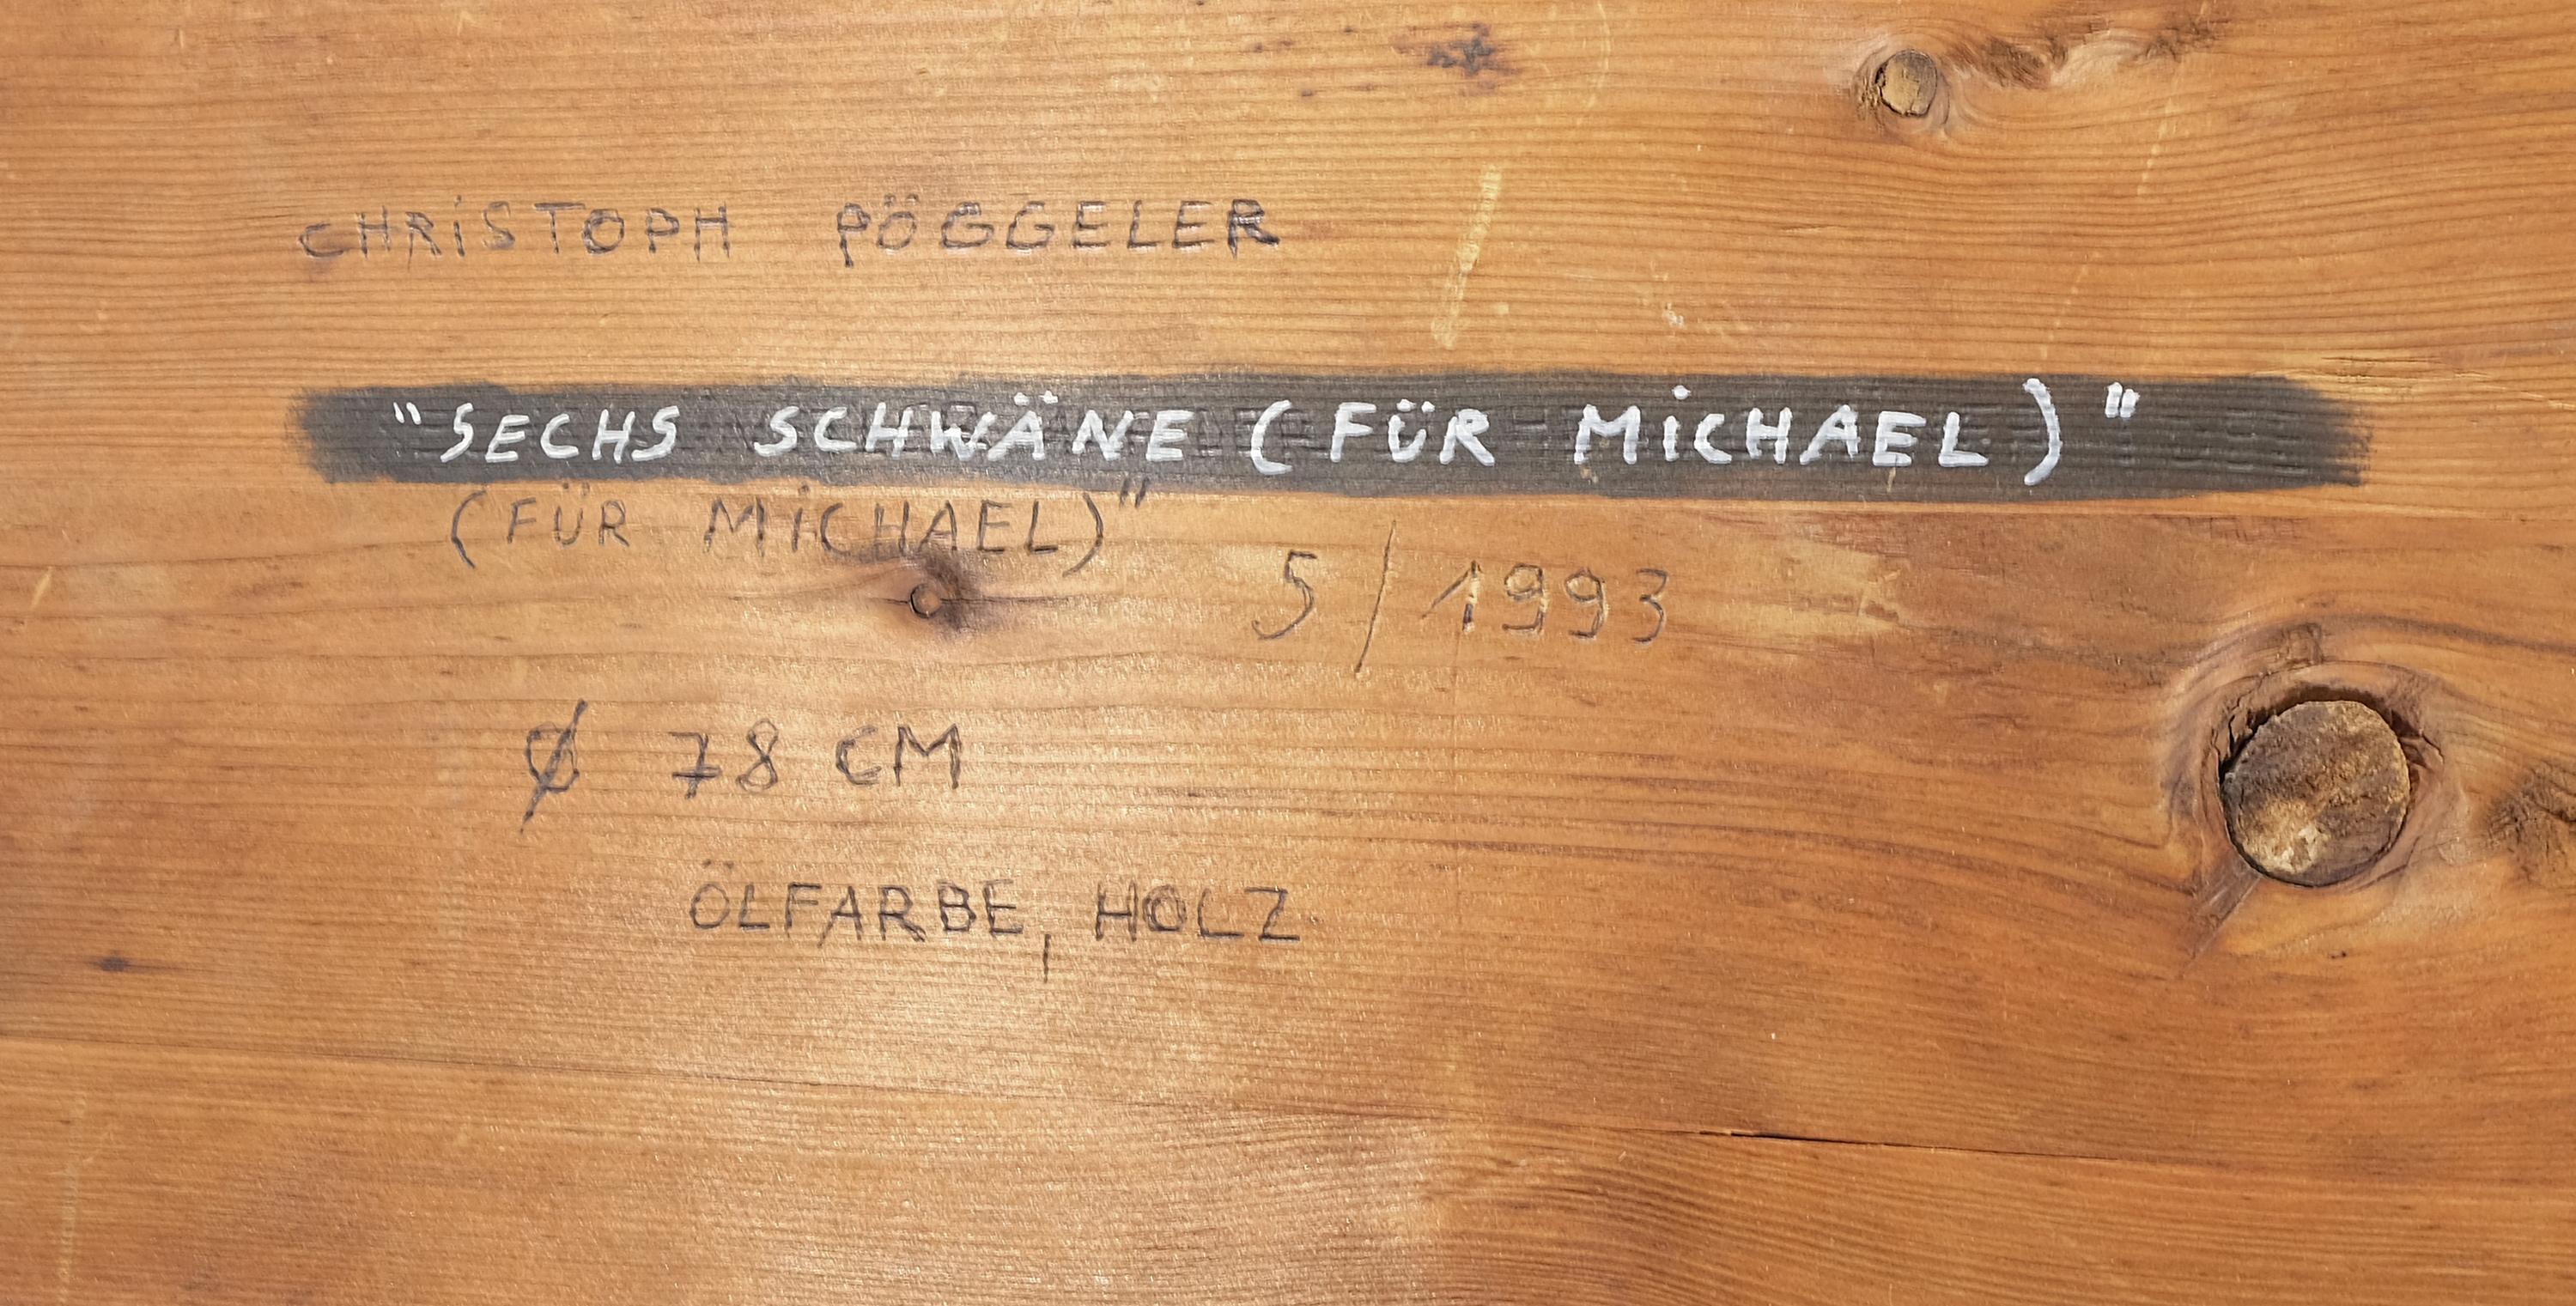 CHRiSTOPH PÖGGELER
"SECHS SCHWÄNE (FÜR MiCHAEL)"
(FÜR MiCHAEL)"
5/1993
Ø 78 CM
ÖLFARBE, HOLZ